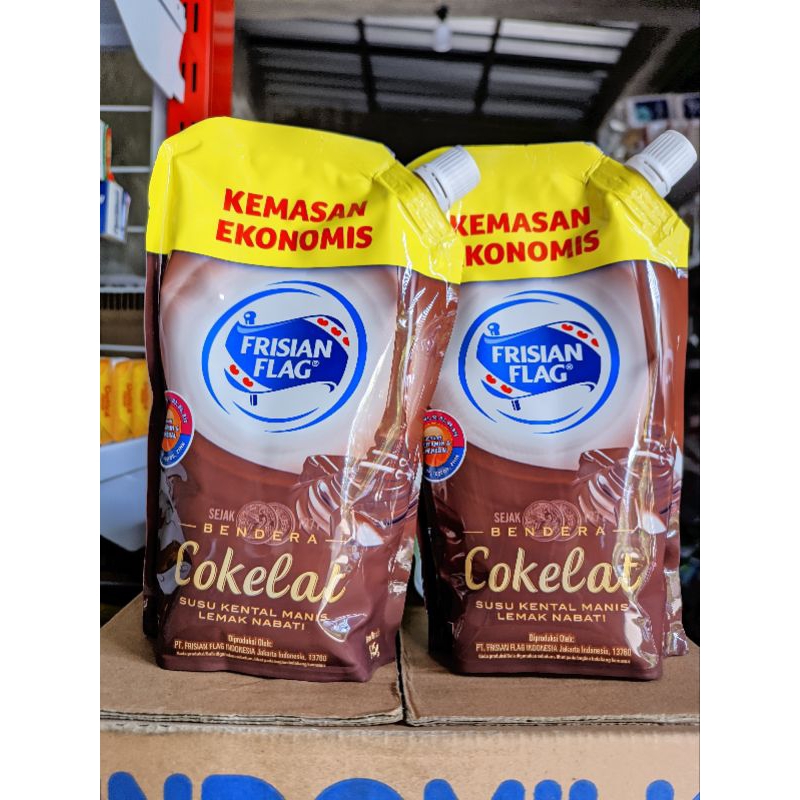 KEMASAN
EKONOMIS
FRISIAN
FLAG®
SEJAK
BENDERA
Cokelat
SUSU KENTAL MANIS
LEMAK NABATI
Diproduksi Oleh:
PT. FRISIAN FLAG INDONESIA Jakarta Indonesia, 13760
KEMASAN
EKONOMIS
FRISIAN
FLAG®
SEJAK
BENDERA
Cokelat
SUSU KENTAL MANIS
LEMAK NABATI
Diproduksi Oleh:
PT. FRISIAN FLAG INDONESIA Jakarta Indonesia, 13760
INDOMILK